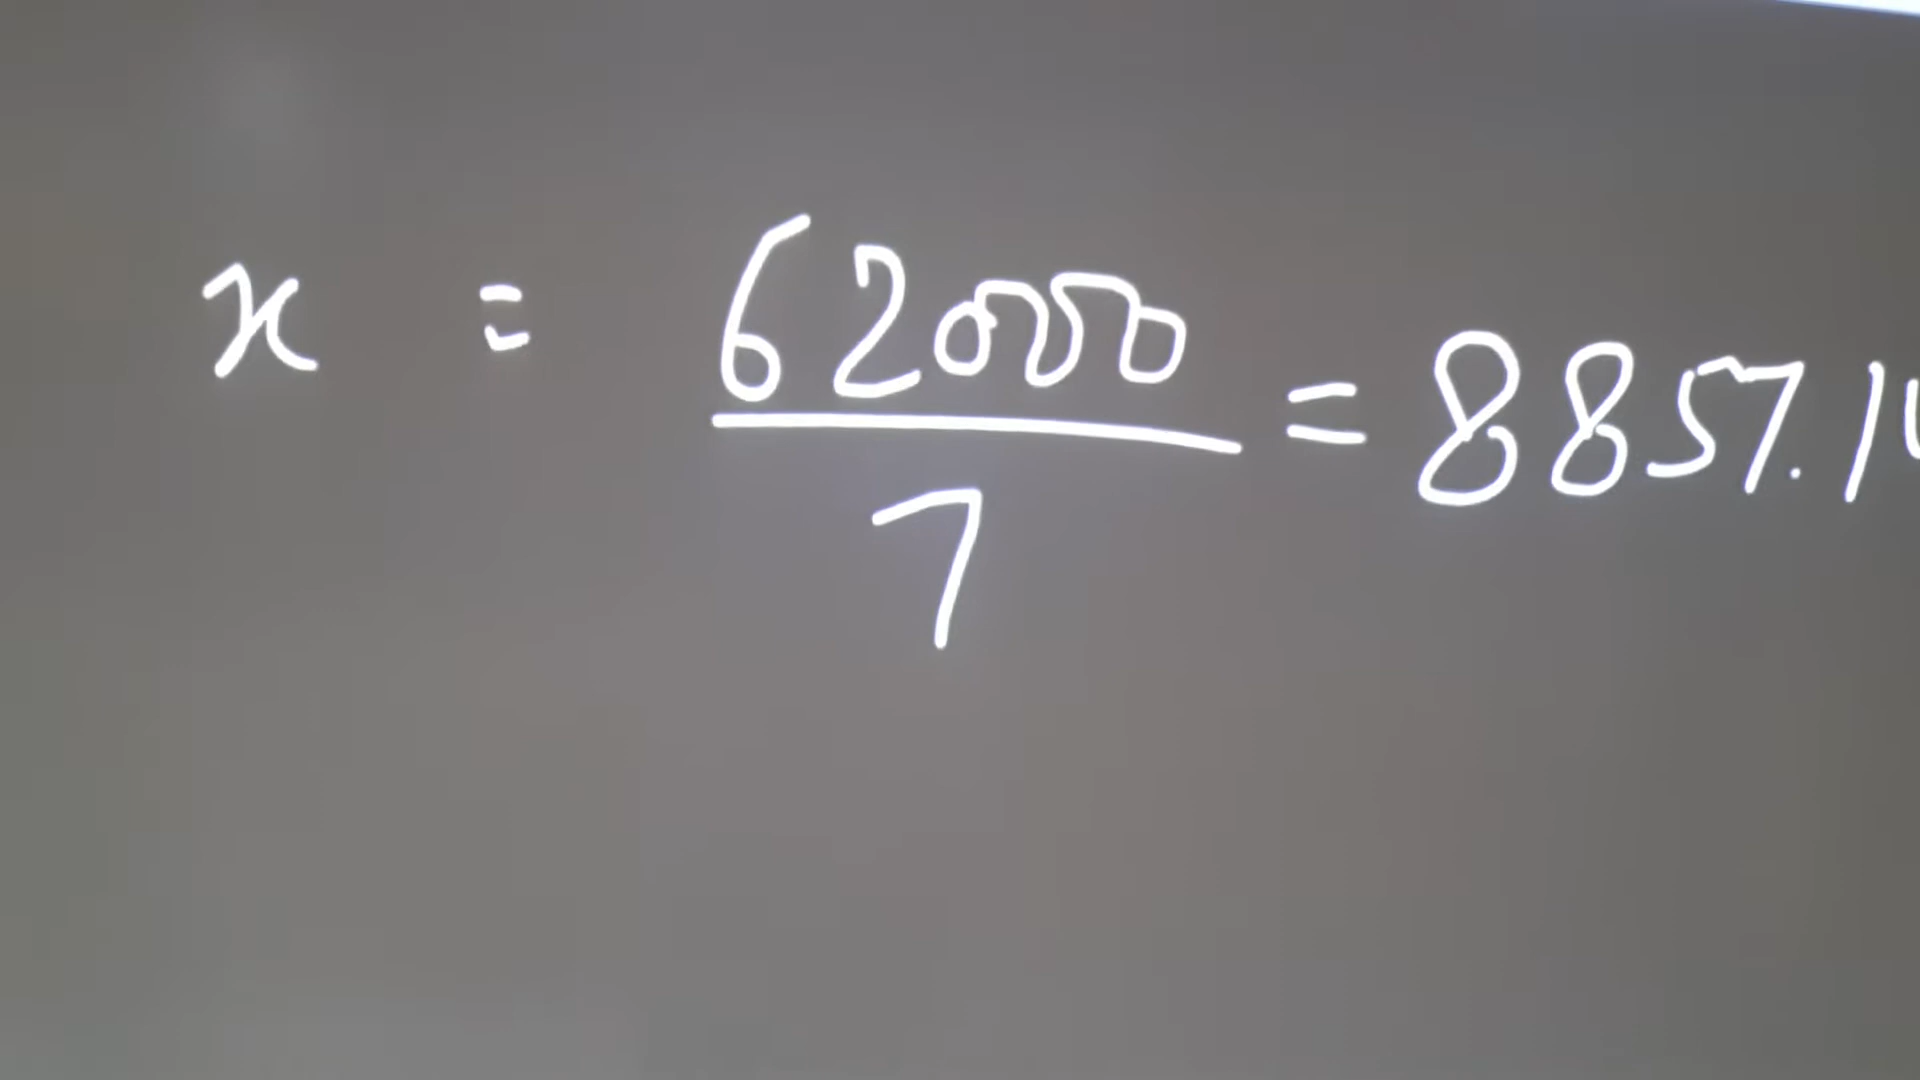 x = 62000/7 = 8857.1